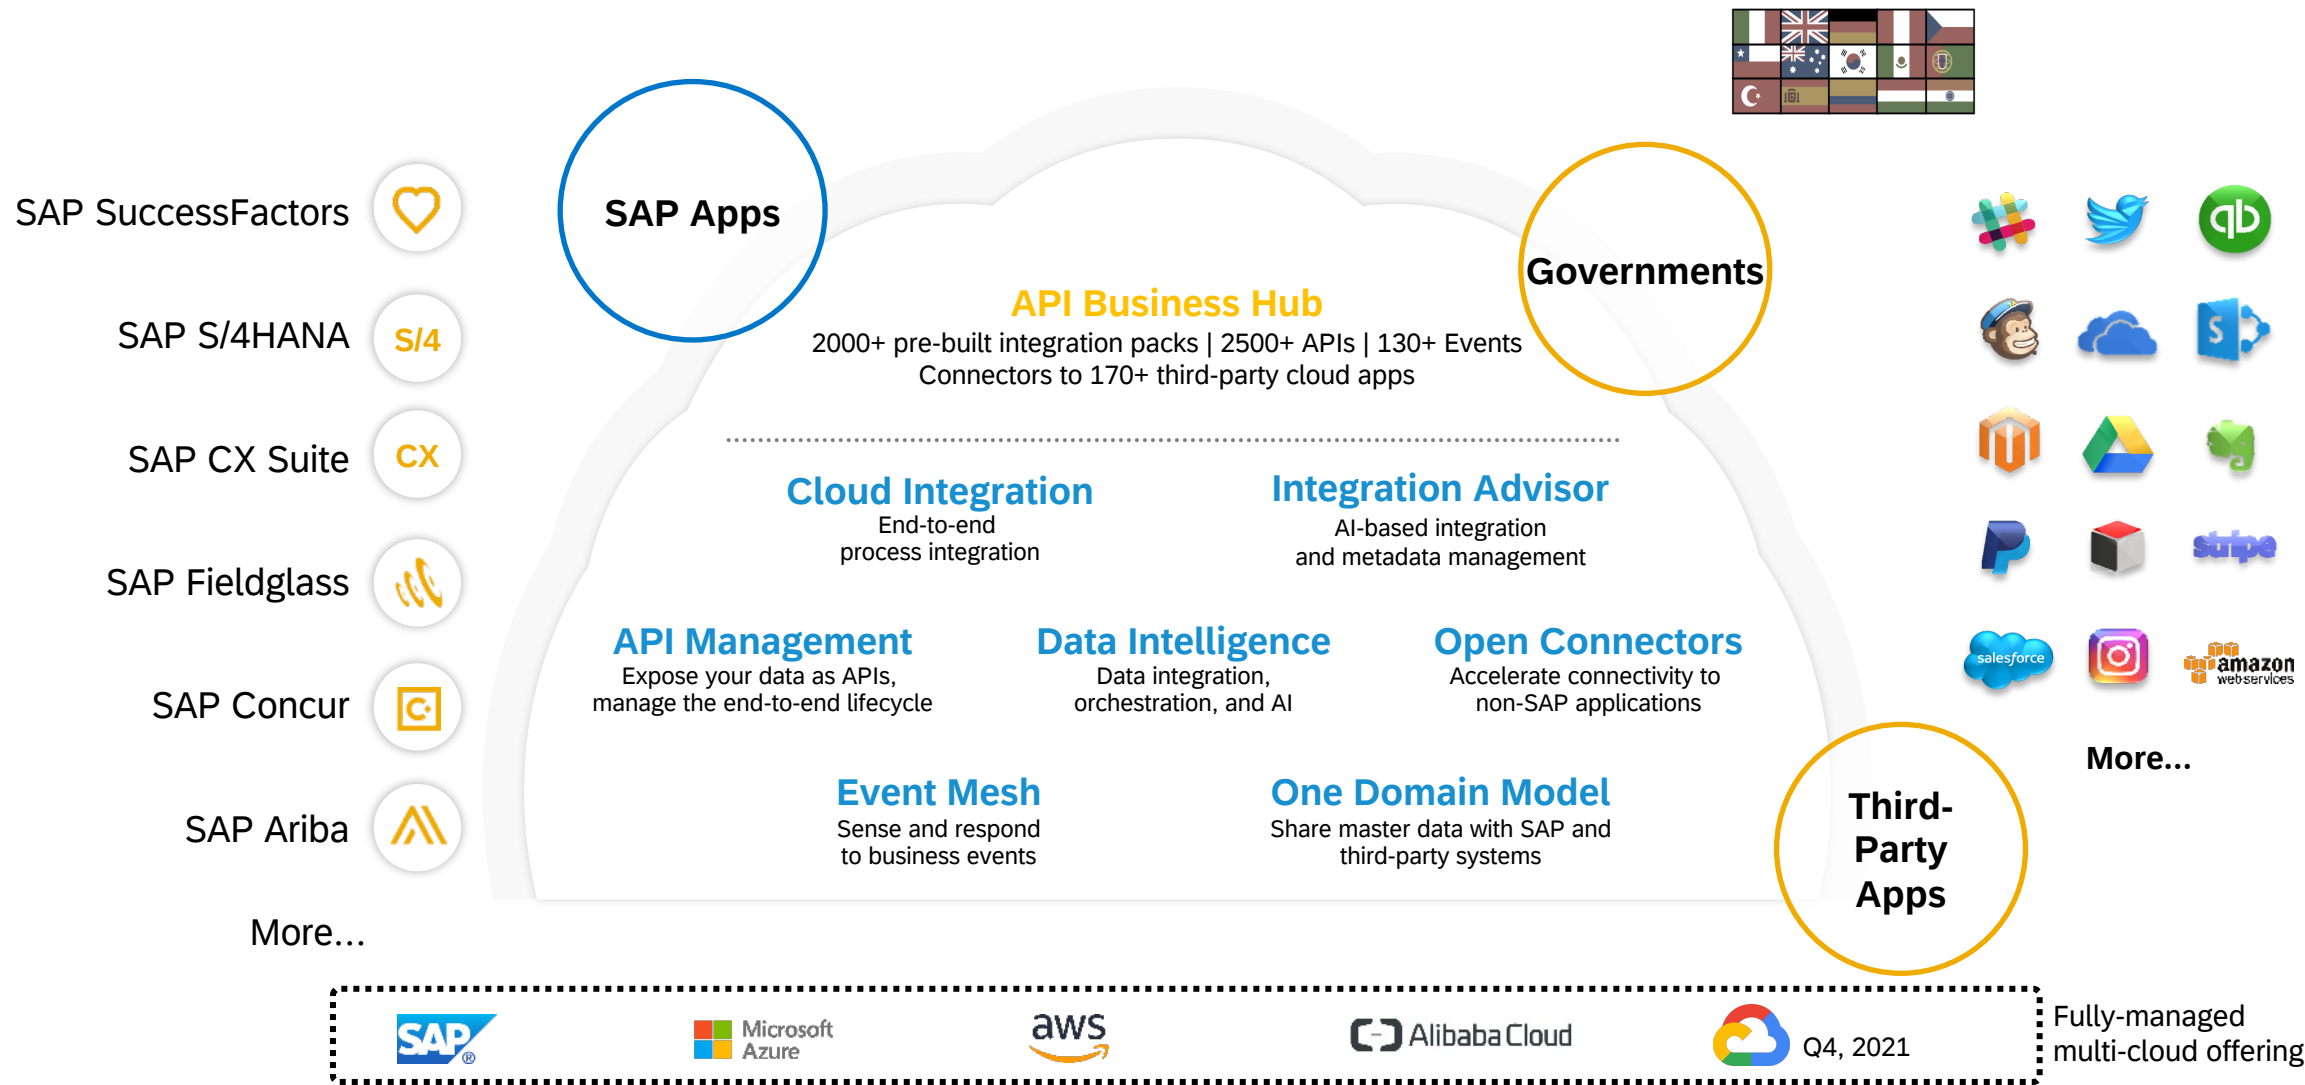 SAP SuccessFactors
SAP S/4HANA
S/4
SAP CX Suite
CX
SAP Fieldglass
SAP Concur
C
SAP Ariba
More...
SAP Apps
Governments
API Business Hub
2000+ pre-built integration packs | 2500+ APIs | 130+ Events
Connectors to 170+ third-party cloud apps
Cloud Integration
End-to-end
process integration
Integration Advisor
AI-based integration
and metadata management
API Management
Expose your data as APIs,
manage the end-to-end lifecycle
Data Intelligence
Data integration,
orchestration, and AI
Open Connectors
Accelerate connectivity to
non-SAP applications
Event Mesh
Sense and respond
to business events
One Domain Model
Share master data with SAP and
third-party systems
qb
S
stripe
salesforce
amazon
webservices
More...
Third-
Party
Apps
SAP®
Microsoft
Azure
aws
Alibaba Cloud
Q4, 2021
Fully-managed
multi-cloud offering